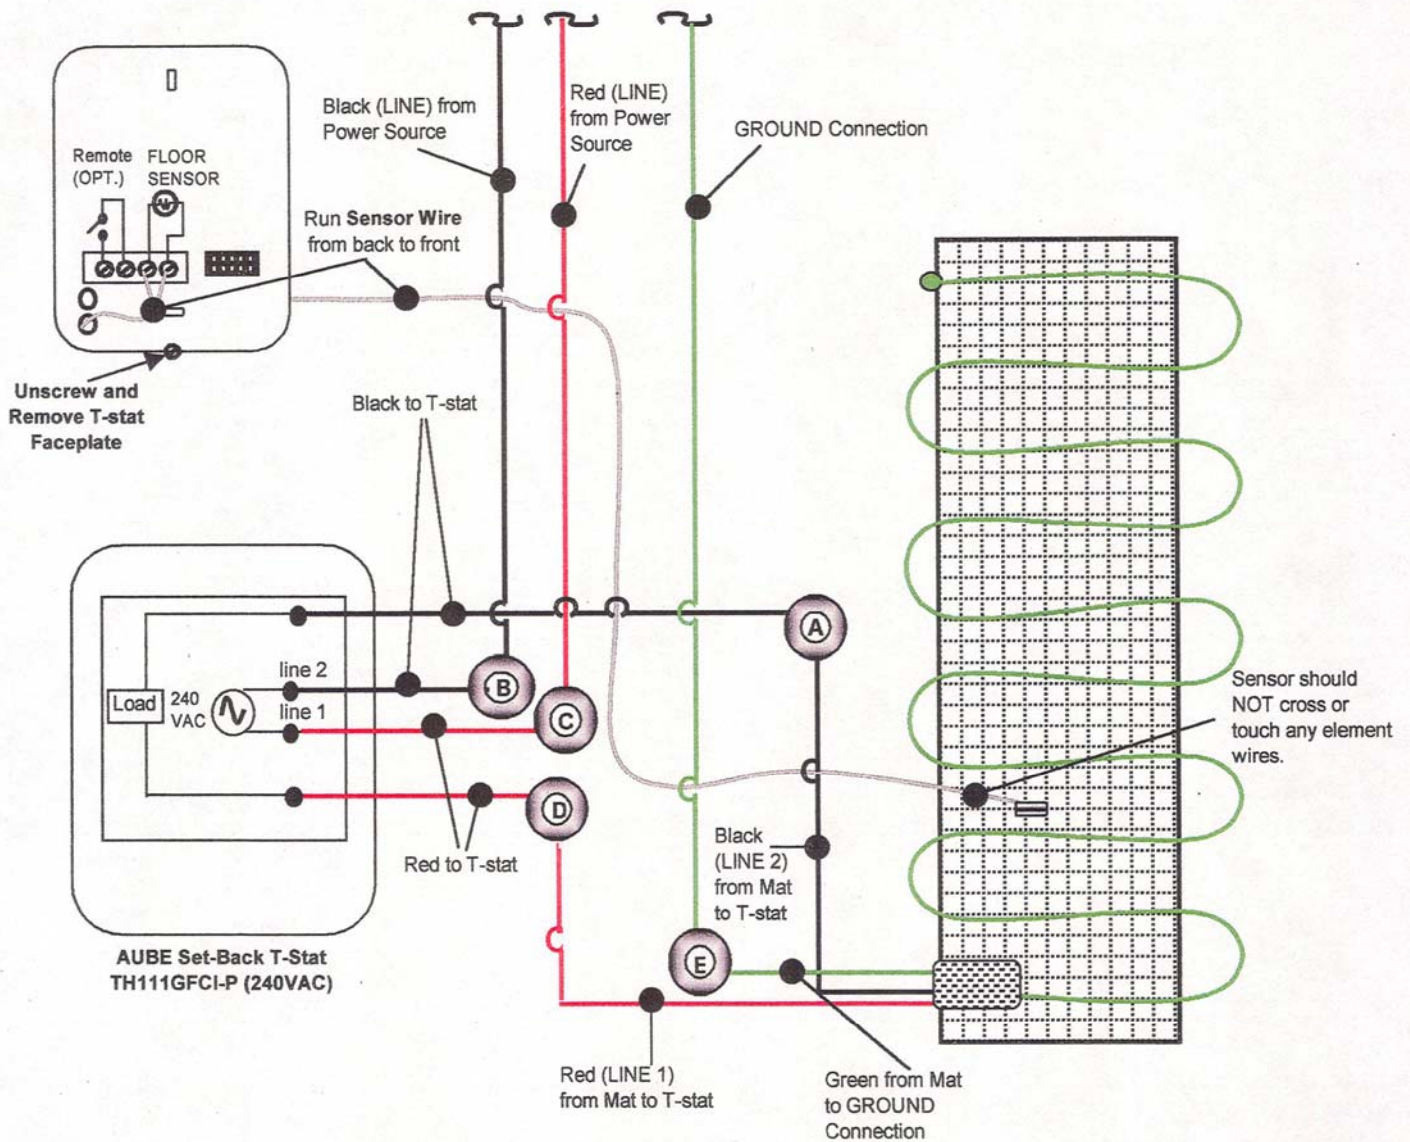 Black (LINE) from
Power Source
Red (LINE)
from Power
Source
GROUND Connection
Remote
(OPT.)
FLOOR
SENSOR
Run Sensor Wire
from back to front
Unscrew and
Remove T-stat
Faceplate
Black to T-stat
line 2
Load
240
VAC
line 1
A
B
C
D
E
Sensor should
NOT cross or
touch any element
wires.
Red to T-stat
Black
(LINE 2)
from Mat
to T-stat
AUBE Set-Back T-Stat
TH111GFCI-P (240VAC)
Red (LINE 1)
from Mat to T-stat
Green from Mat
to GROUND
Connection